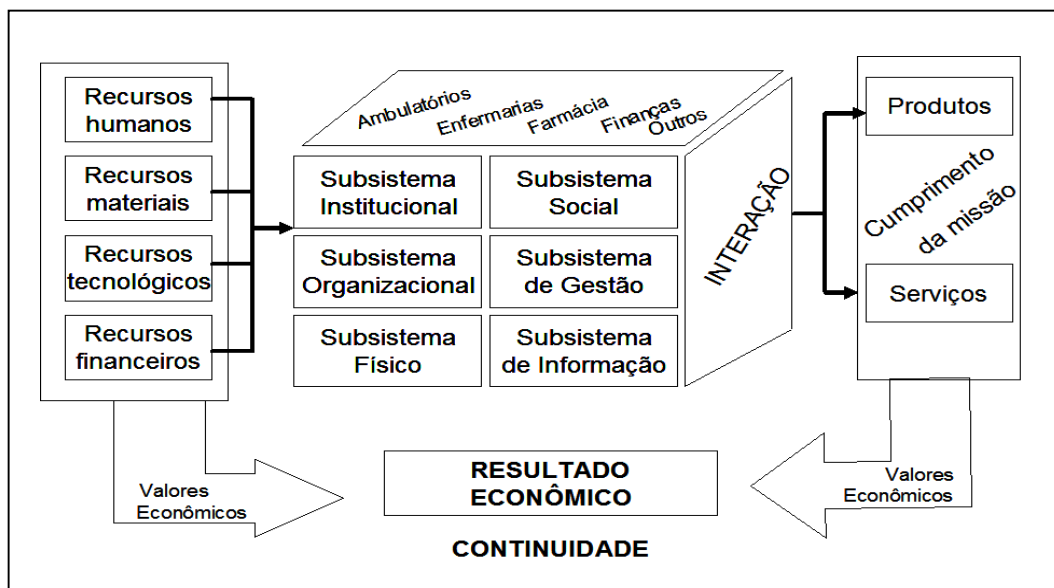 Recursos
humanos
Recursos
materiais
Recursos
tecnológicos
Recursos
financeiros
Ambulatórios
Enfermarias
Farmácia
Finanças
Outros
Subsistema
Institucional
Subsistema
Social
Subsistema
Organizacional
Subsistema
de Gestão
Subsistema
Físico
Subsistema
de Informação
INTERAÇÃO
Produtos
Cumprimento
da missão
Serviços
Valores
Econômicos
RESULTADO
ECONÔMICO
CONTINUIDADE
Valores
Econômicos